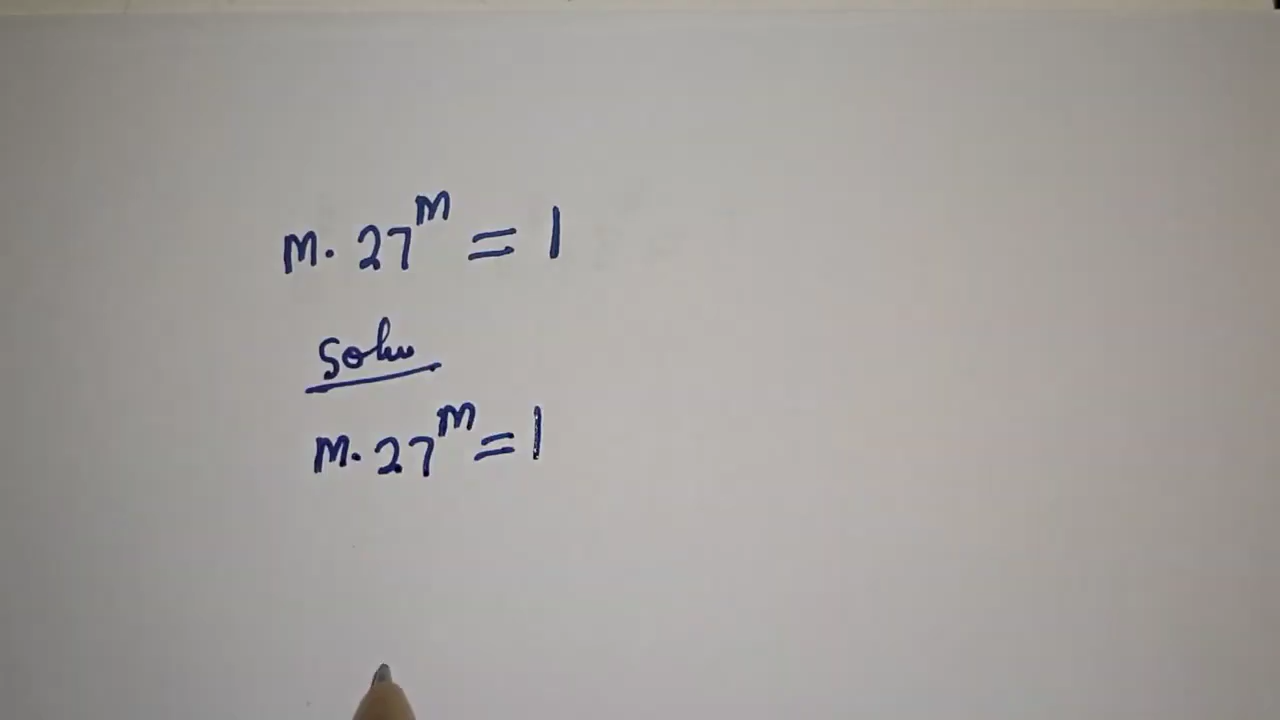 m. 27^m = 1
Soln
m. 27^m = 1